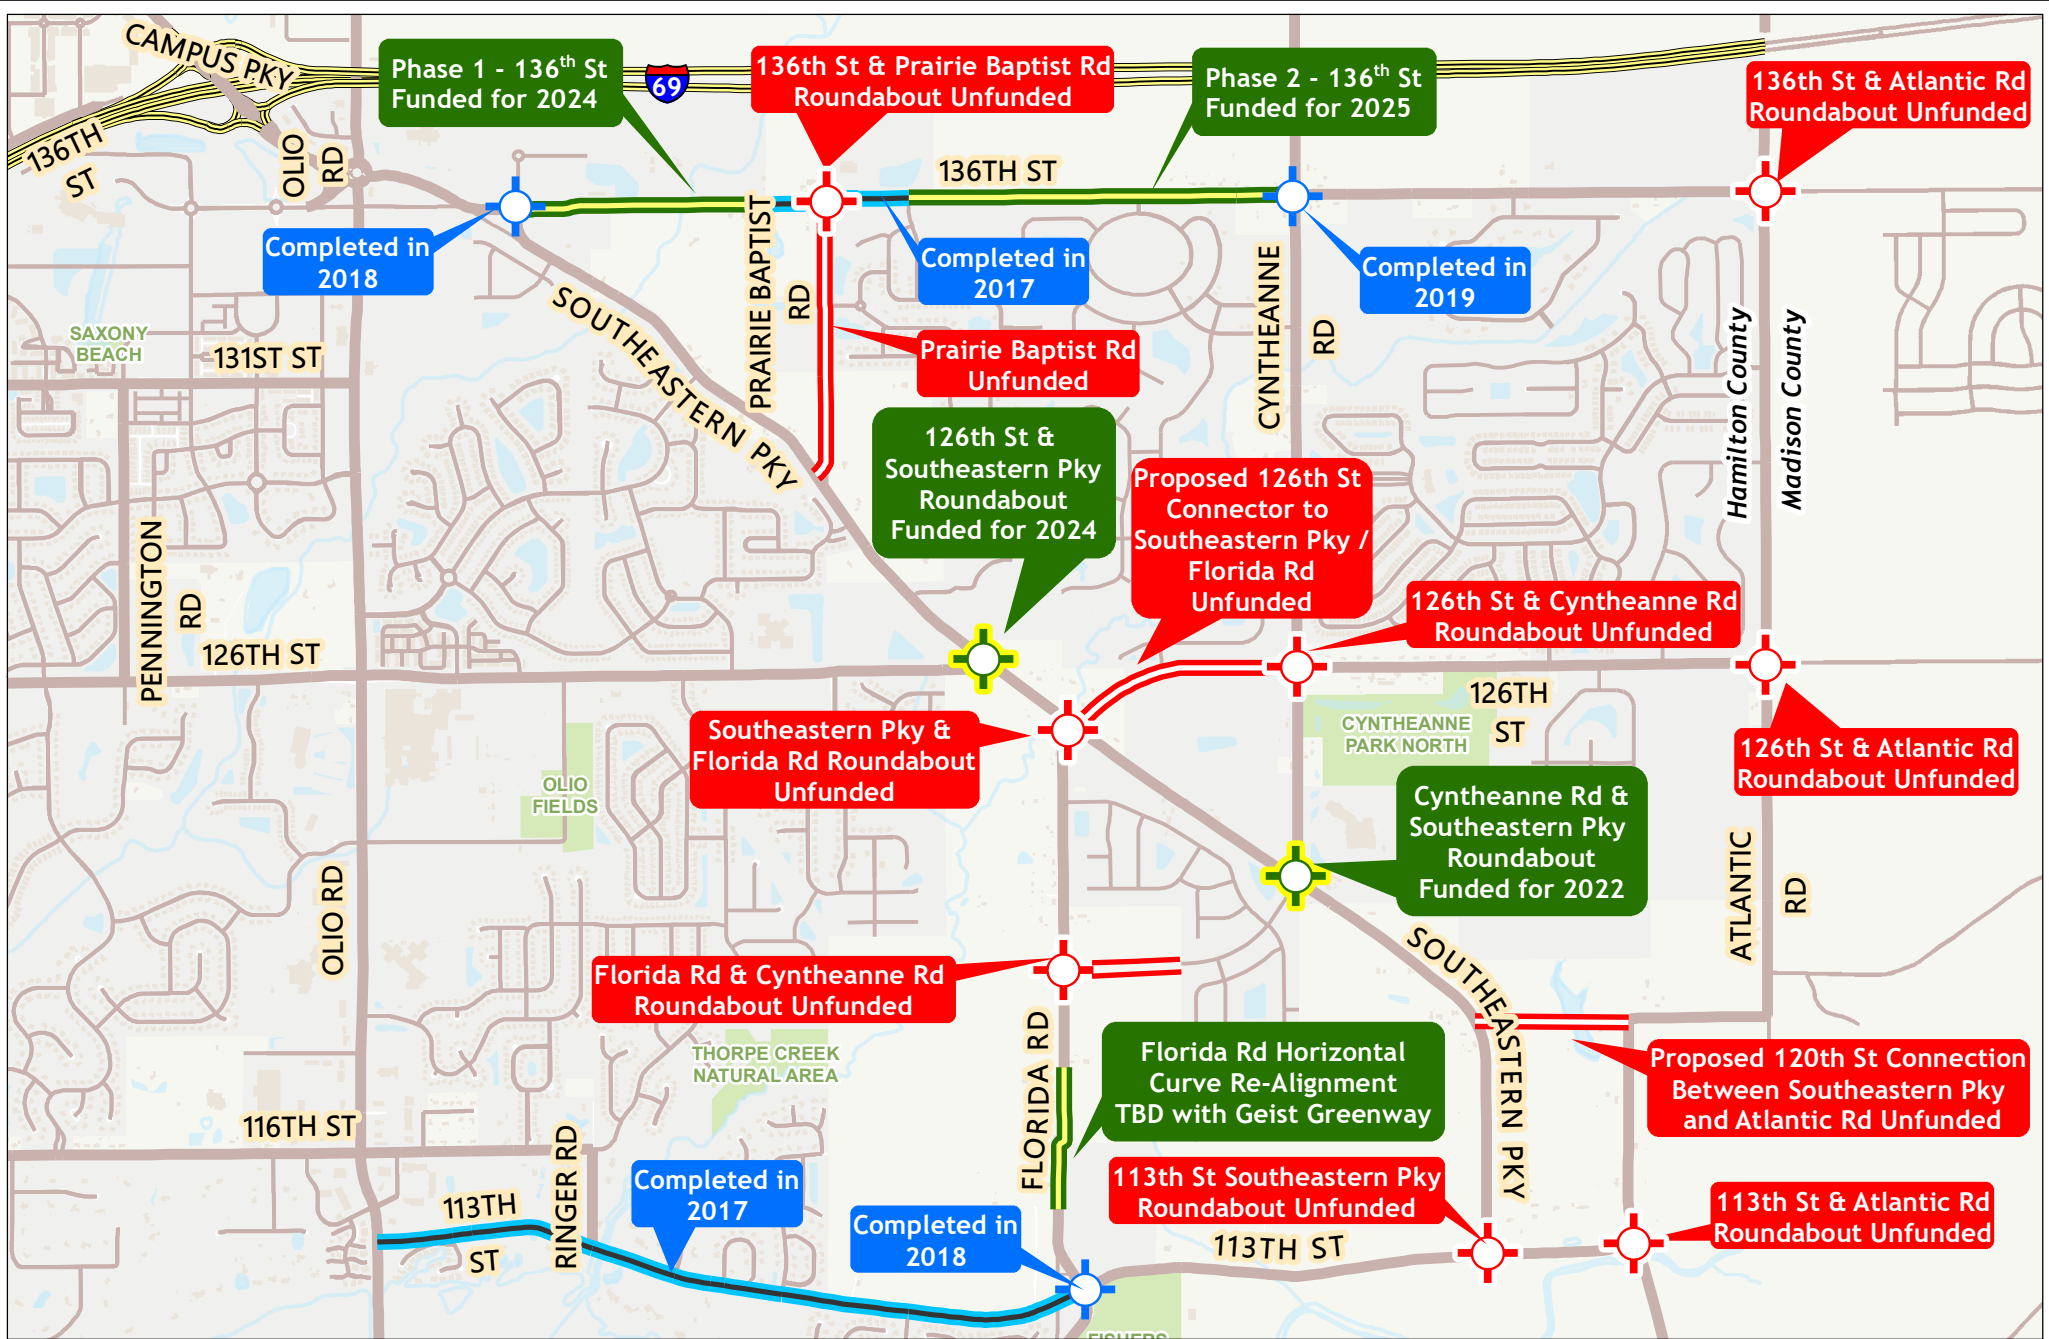 CAMPUS PKY
Phase 1 - 136th St
Funded for 2024
69
136th St & Prairie Baptist Rd
Roundabout Unfunded
Phase 2 - 136th St
Funded for 2025
136th St & Atlantic Rd
Roundabout Unfunded
136TH
ST
OLIO
RD
136TH ST
Completed in
2018
PRAIRIE BAPTIST
RD
Completed in
2017
CYNTHEANNE
RD
Completed in
2019
SAXONY
BEACH
131ST ST
SOUTHEASTERN PKY
Prairie Baptist Rd
Unfunded
Hamilton County
Madison County
126th St &
Southeastern Pky
Roundabout
Funded for 2024
Proposed 126th St
Connector to
Southeastern Pky /
Florida Rd
Unfunded
PENNINGTON
RD
126TH ST
126th St & Cyntheanne Rd
Roundabout Unfunded
126TH
ST
CYNTHEANNE
PARK NORTH
Southeastern Pky &
Florida Rd Roundabout
Unfunded
126th St & Atlantic Rd
Roundabout Unfunded
OLIO
FIELDS
Cyntheanne Rd &
Southeastern Pky
Roundabout
Funded for 2022
OLIO RD
ATLANTIC
RD
SOUTHEASTERN PKY
Florida Rd & Cyntheanne Rd
Roundabout Unfunded
FLORIDA RD
THORPE CREEK
NATURAL AREA
Florida Rd Horizontal
Curve Re-Alignment
TBD with Geist Greenway
Proposed 120th St Connection
Between Southeastern Pky
and Atlantic Rd Unfunded
116TH ST
RINGER RD
113TH
ST
Completed in
2017
Completed in
2018
113th St Southeastern Pky
Roundabout Unfunded
113TH ST
113th St & Atlantic Rd
Roundabout Unfunded
FISHERS